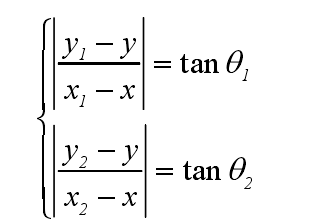 |y₁ − y / x₁ − x| = tan θ₁
|y₂ − y / x₂ − x| = tan θ₂